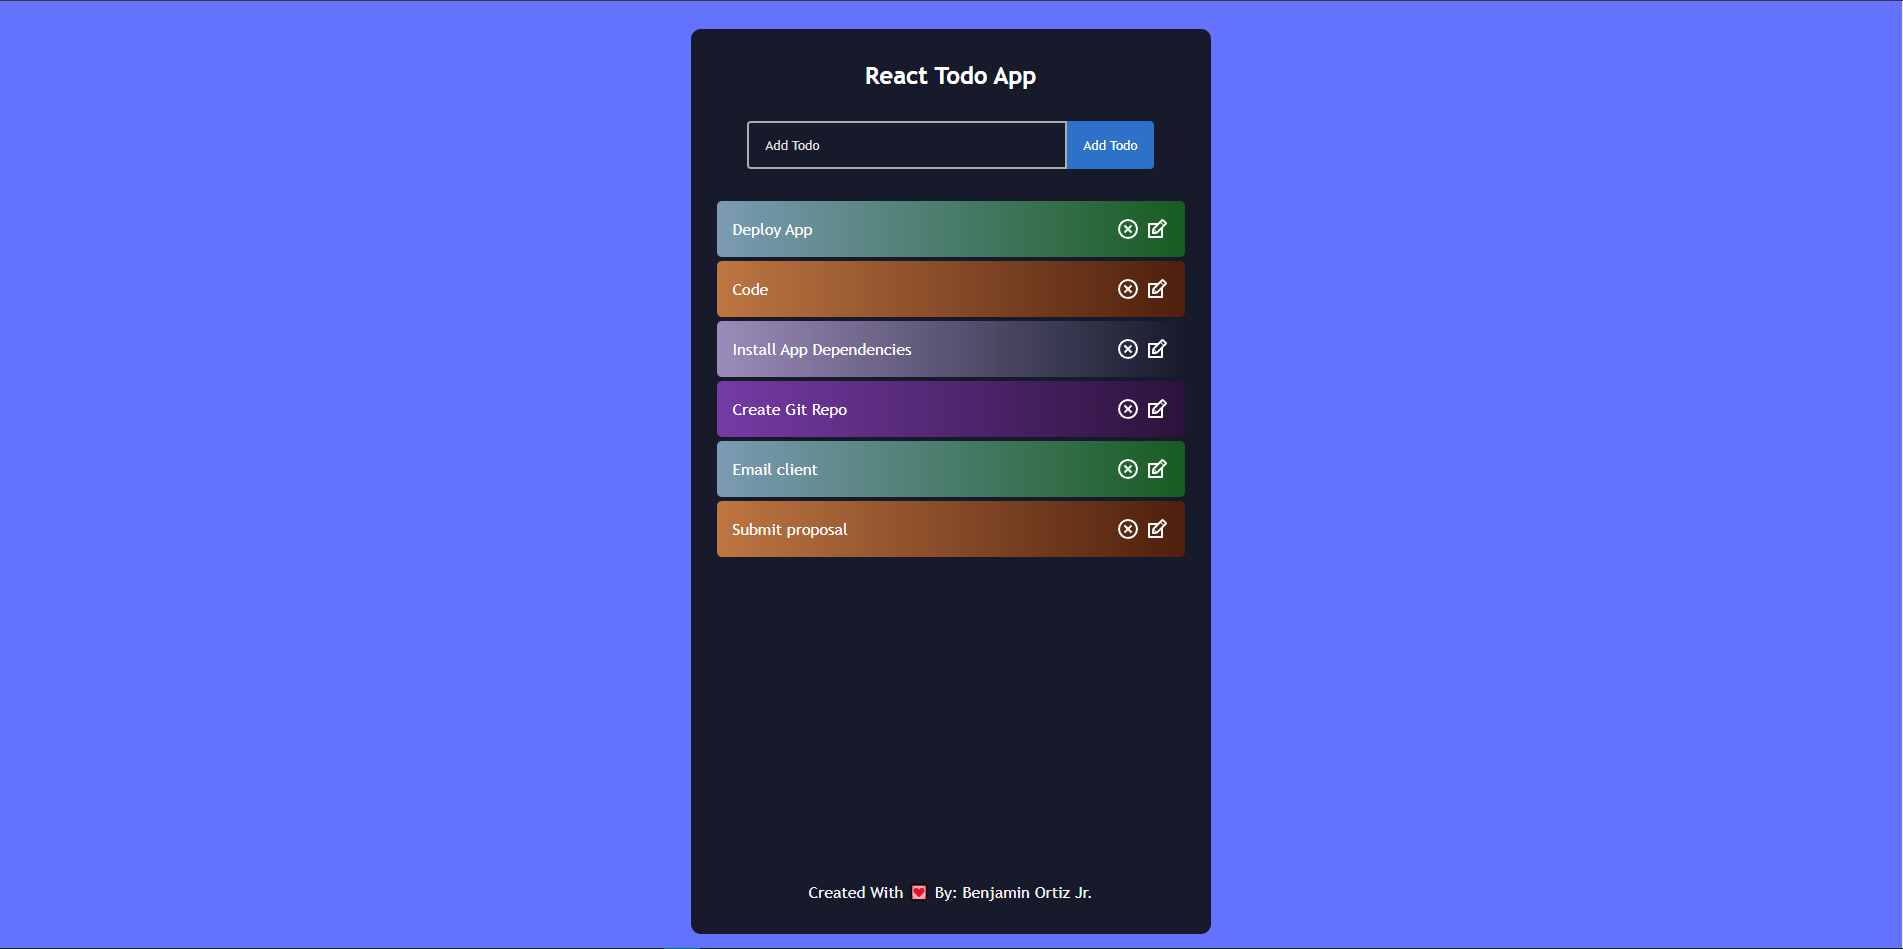 React Todo App
Add Todo Add Todo
Deploy App
Code
Install App Dependencies
Create Git Repo
Email client
Submit proposal
Created With 💟 By: Benjamin Ortiz Jr.